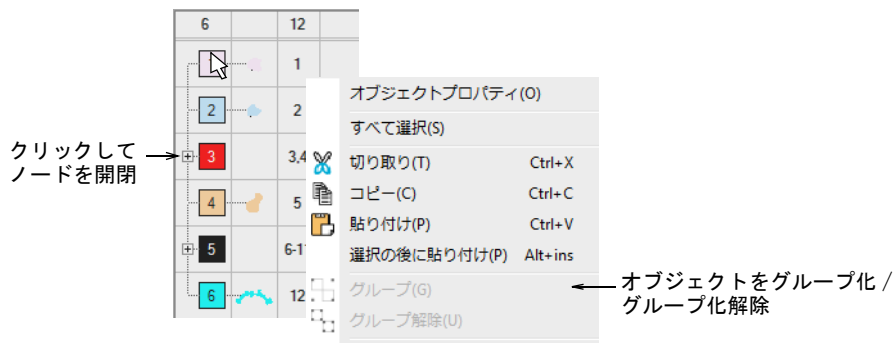 6 12
1 1
2 2
クリックして
ノードを開閉
3 3,4
4 5
5 6-1
6 12
オブジェクトプロパティ(O)
すべて選択(S)
切り取り(T) Ctrl+X
コピー(C) Ctrl+C
貼り付け(P) Ctrl+V
選択の後に貼り付け(P) Alt+ins
グループ(G)
グループ解除(U)
オブジェクトをグループ化 /
グループ化解除